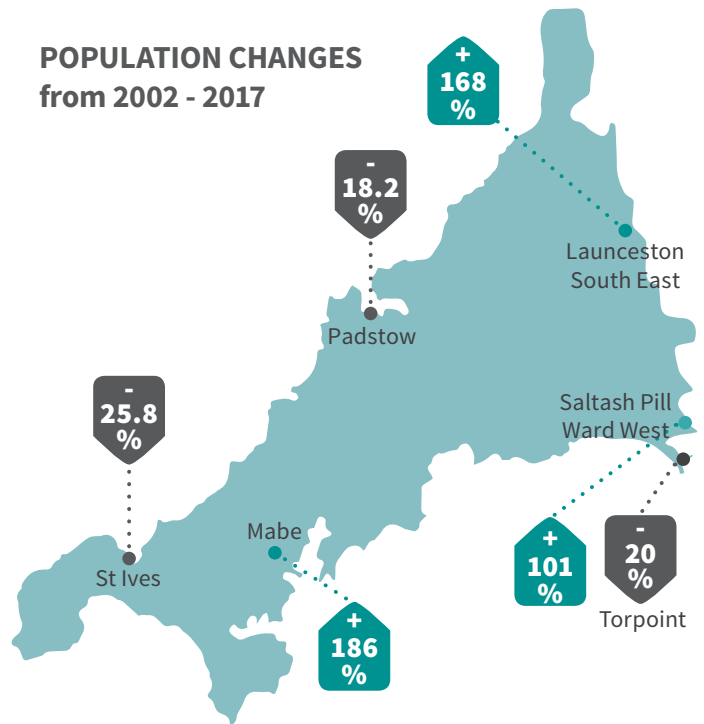 POPULATION CHANGES
from 2002 - 2017
+
168
%
-
18.2
%
Launceston
South East
Padstow
-
25.8
%
Saltash Pill
Ward West
Mabe
St Ives
+
101
%
-
20
%
Torpoint
+
186
%